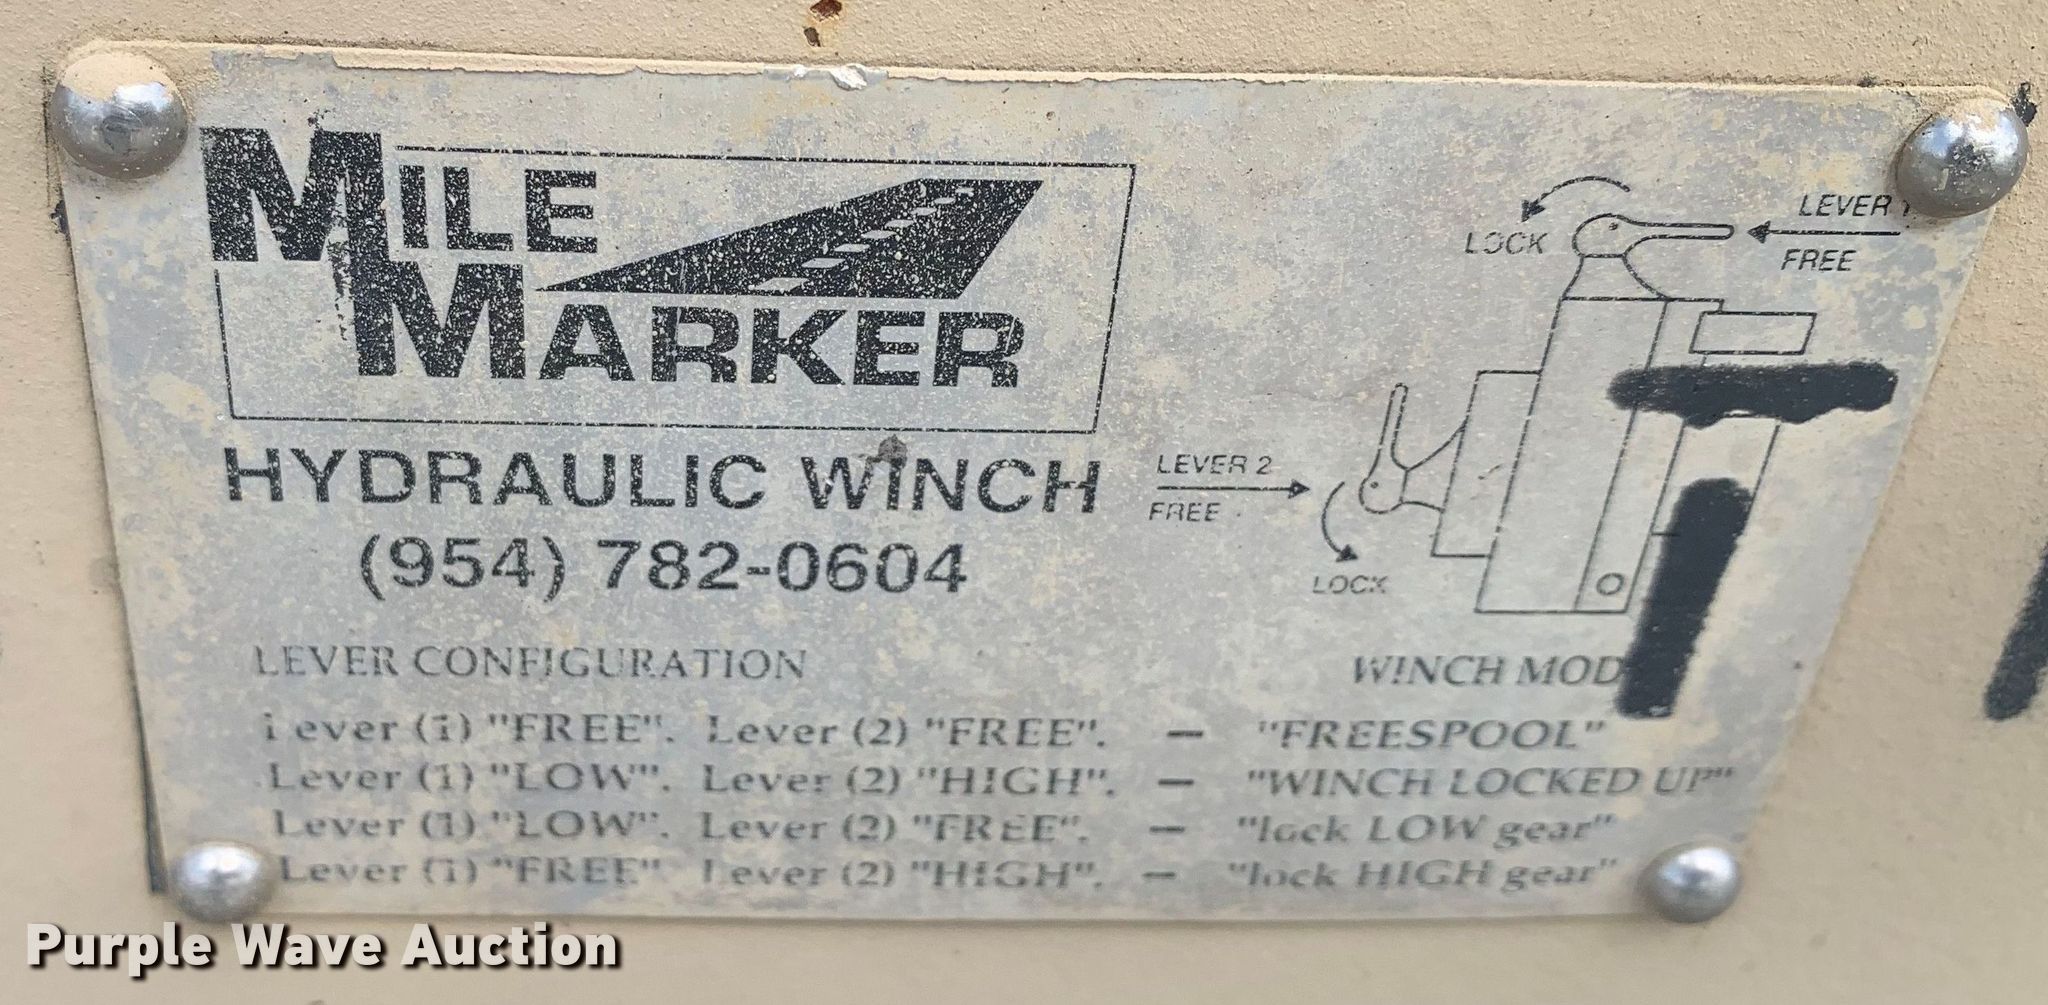 MILE
MARKER
HYDRAULIC WINCH
(954) 782-0604
LEVER 1
LOCK
FREE
LEVER 2
FREE
LOCK
LEVER CONFIGURATION WINCH MOD
Lever (1) "FREE". Lever (2) "FREE". — "FREESPOOL"
Lever (1) "LOW". Lever (2) "HIGH". — "WINCH LOCKED UP"
Lever (1) "LOW". Lever (2) "FREE". — "lock LOW gear"
Lever (1) "FREE" Lever (2) "HIGH". — "lock HIGH gear"
Purple Wave Auction